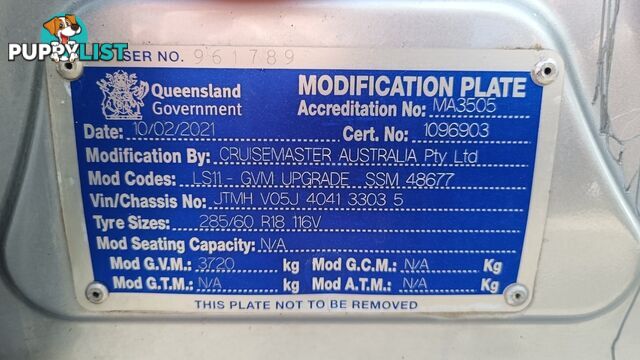 PUPPYLIST
SER NO. 961789
Queensland Government
MODIFICATION PLATE
Accreditation No: MA3505
Date: 10/02/2021 Cert. No: 1096903
Modification By: CRUISEMASTER AUSTRALIA Pty Ltd
Mod Codes: LS11 - GVM UPGRADE SSM 48677
Vin/Chassis No: JTMH V05J 4041 3303 5
Tyre Sizes: 285/60 R18 116V
Mod Seating Capacity: N/A
Mod G.V.M: 3720 kg Mod G.C.M: N/A Kg
Mod G.T.M: N/A kg Mod A.T.M: N/A Kg
THIS PLATE NOT TO BE REMOVED